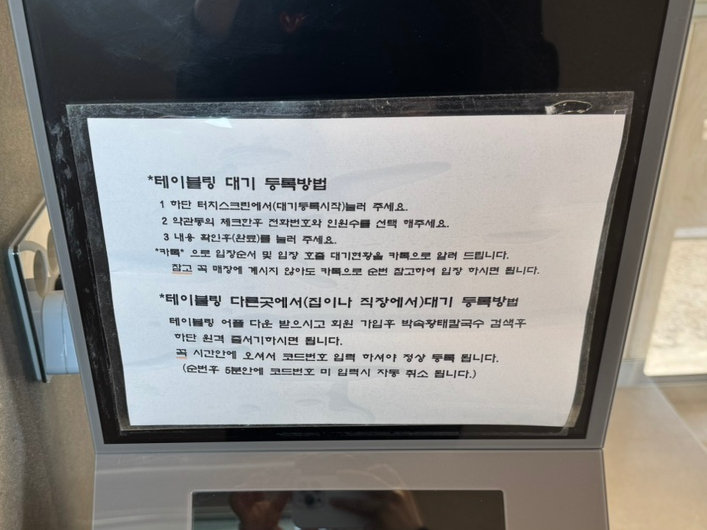 *테이블링 대기 등록방법
1 하단 터치스크린에서(대기등록시작)눌러 주세요.
2 약관동의 체크한후 전화번호와 인원수를 선택 해주세요.
3 내용 확인후(완료)를 눌러 주세요.
*카톡* 으로 입장순서 및 입장 호출 대기현황을 카톡으로 알려 드립니다.
참고 꼭 매장에 계시지 않아도 카톡으로 순번 참고하여 입장 하시면 됩니다.
*테이블링 다른곳에서(집이나 직장에서)대기 등록방법
테이블링 어플 다운 받으시고 회원 가입후 박속황태칼국수 검색후
하단 원격 줄서기하시면 됩니다.
꼭 시간안에 오셔서 코드번호 입력 하셔야 정상 등록 됩니다.
(순번후 5분안에 코드번호 미 입력시 자동 취소 됩니다.)